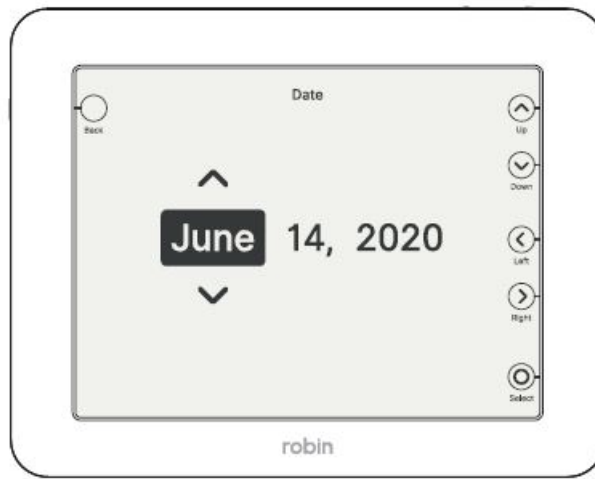 Date
Back
Up
Down
June 14, 2020
Left
Right
Select
robin